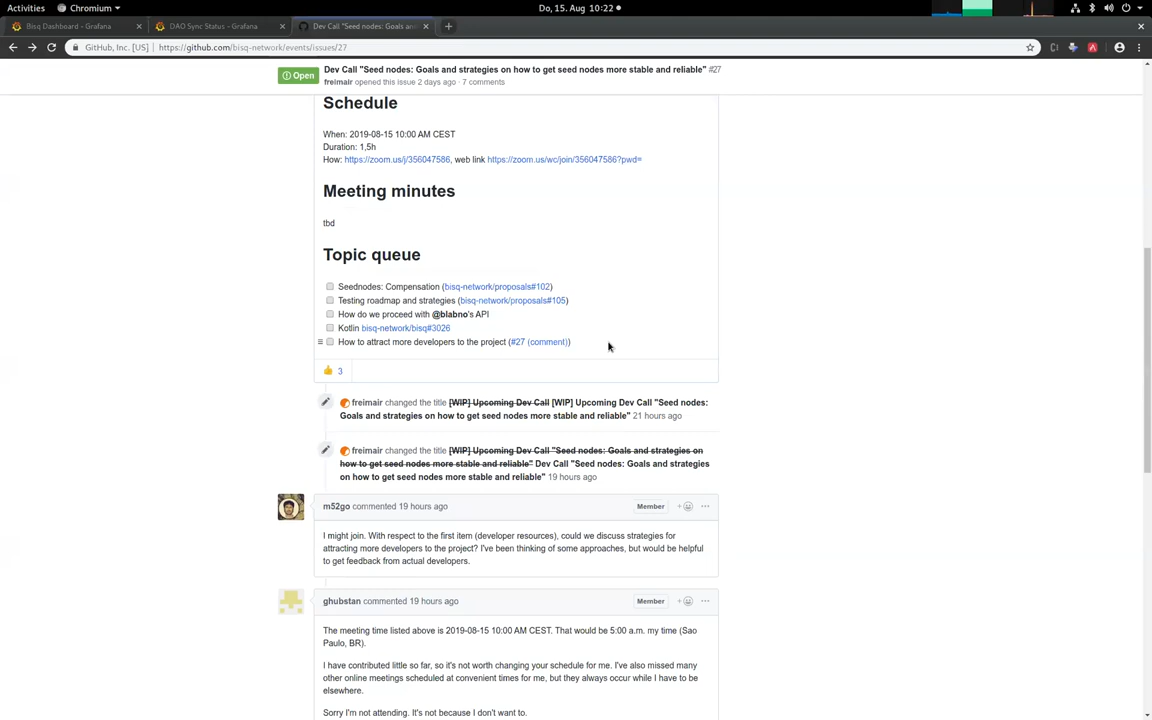 Activities
Chromium
Do, 15. Aug 10:22
Bisq Dashboard - Grafana
DAO Sync Status - Grafana
Dev Call "Seed nodes: Goals an
GitHub, Inc. [US]
https://github.com/bisq-network/events/issues/27
Open
Dev Call "Seed nodes: Goals and strategies on how to get seed nodes more stable and reliable" #27
freimair opened this issue 2 days ago · 7 comments
Schedule
When: 2019-08-15 10:00 AM CEST
Duration: 1,5h
How: https://zoom.us/j/356047586, web link https://zoom.us/wc/join/356047586?pwd=
Meeting minutes
tbd
Topic queue
Seednodes: Compensation (bisq-network/proposals#102)
Testing roadmap and strategies (bisq-network/proposals#105)
How do we proceed with @blabno's API
Kotlin bisq-network/bisq#3026
How to attract more developers to the project (#27 (comment))
3
freimair changed the title [WIP] Upcoming Dev Call [WIP] Upcoming Dev Call "Seed nodes:
Goals and strategies on how to get seed nodes more stable and reliable" 21 hours ago
freimair changed the title [WIP] Upcoming Dev Call "Seed nodes: Goals and strategies on
how to get seed nodes more stable and reliable" Dev Call "Seed nodes: Goals and strategies
on how to get seed nodes more stable and reliable" 19 hours ago
m52go commented 19 hours ago
Member
I might join. With respect to the first item (developer resources), could we discuss strategies for
attracting more developers to the project? I've been thinking of some approaches, but would be helpful
to get feedback from actual developers.
ghubstan commented 19 hours ago
Member
The meeting time listed above is 2019-08-15 10:00 AM CEST. That would be 5:00 a.m. my time (Sao
Paulo, BR).
I have contributed little so far, so it's not worth changing your schedule for me. I've also missed many
other online meetings scheduled at convenient times for me, but they always occur while I have to be
elsewhere.
Sorry I'm not attending. It's not because I don't want to.